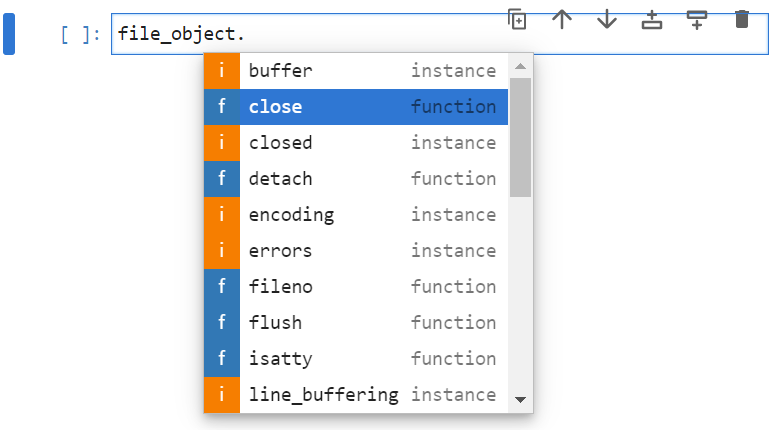 [ ]: file_object.
i buffer instance
f close function
i closed instance
f detach function
i encoding instance
i errors instance
f fileno function
f flush function
f isatty function
i line_buffering instance